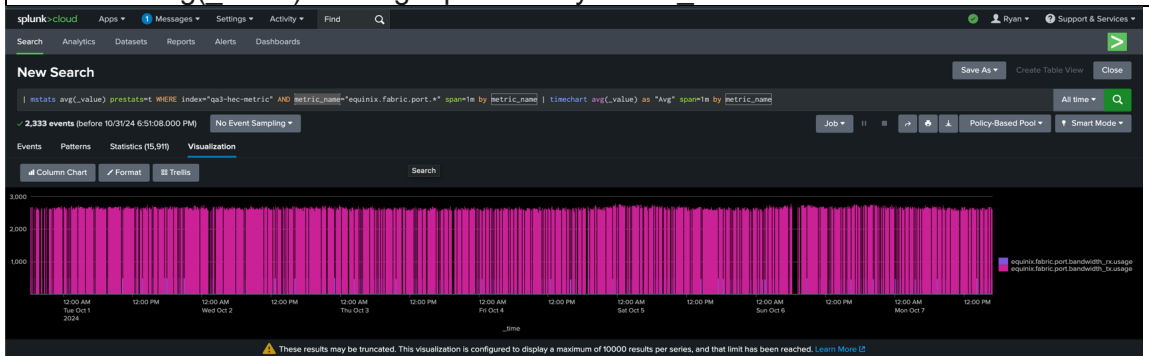 splunk>cloud Apps ▾ 1 Messages ▾ Settings ▾ Activity ▾ Find Ryan ▾ Support & Services ▾
Search Analytics Datasets Reports Alerts Dashboards
New Search
Save As ▾ Create Table View Close
| mstats avg(_value) prestats=t WHERE index="qa3-hec-metric" AND metric_name="equinix.fabric.port.*" span=1m by metric_name | timechart avg(_value) as "Avg" span=1m by metric_name
All time ▾
✓ 2,333 events (before 10/31/24 6:51:08.000 PM) No Event Sampling ▾ Job ▾ Policy-Based Pool ▾ Smart Mode ▾
Events Patterns Statistics (15,911) Visualization
Column Chart Format Trellis
Search
3,000
2,000
1,000
equinix.fabric.port.bandwidth_rx.usage
equinix.fabric.port.bandwidth_tx.usage
12:00 AM 12:00 PM 12:00 AM 12:00 PM 12:00 AM 12:00 PM 12:00 AM 12:00 PM 12:00 AM 12:00 PM 12:00 AM 12:00 PM 12:00 AM 12:00 PM
Tue Oct 1 Wed Oct 2 Thu Oct 3 Fri Oct 4 Sat Oct 5 Sun Oct 6 Mon Oct 7
2024
_time
These results may be truncated. This visualization is configured to display a maximum of 10000 results per series, and that limit has been reached. Learn More